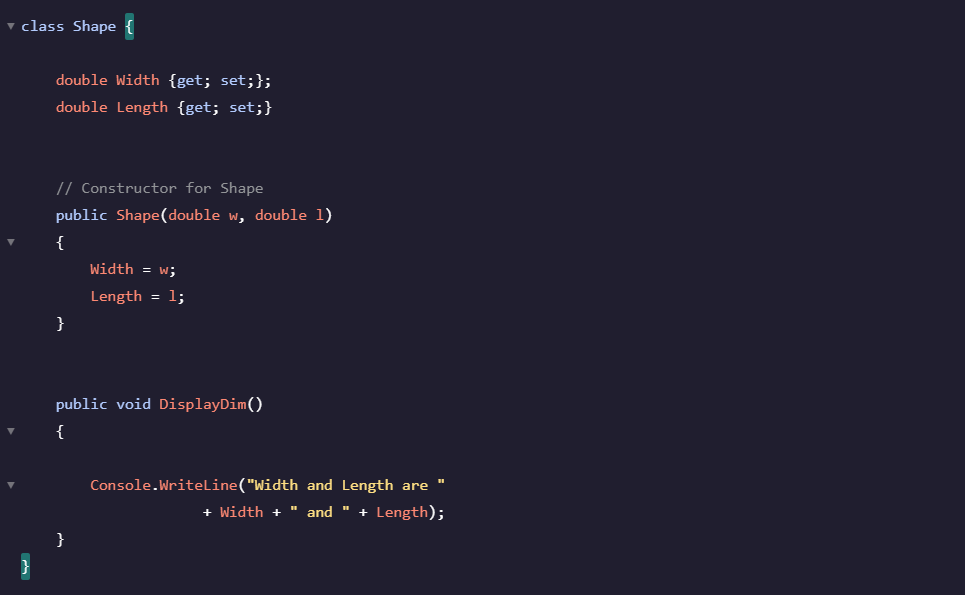 class Shape {
double Width {get; set;};
double Length {get; set;}
// Constructor for Shape
public Shape(double w, double l)
{
Width = w;
Length = l;
}
public void DisplayDim()
{
Console.WriteLine("Width and Length are "
+ Width + " and " + Length);
}
}